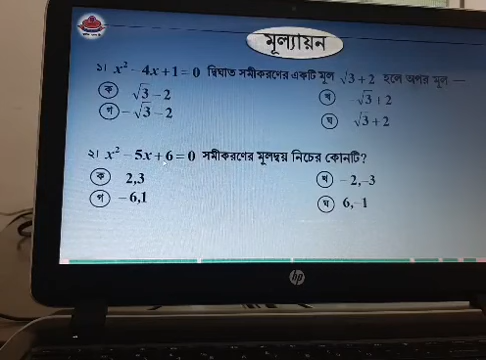 মূল্যায়ন
১। x² − 4x + 1 = 0 দ্বিঘাত সমীকরণের একটি মূল √3 + 2 হলে অপর মূল —
ক √3 − 2 খ −√3 + 2
গ −√3 − 2 ঘ √3 + 2
২। x² − 5x + 6 = 0 সমীকরণের মূলদ্বয় নিচের কোনটি?
ক 2,3 খ −2,−3
গ −6,1 ঘ 6,−1
hp